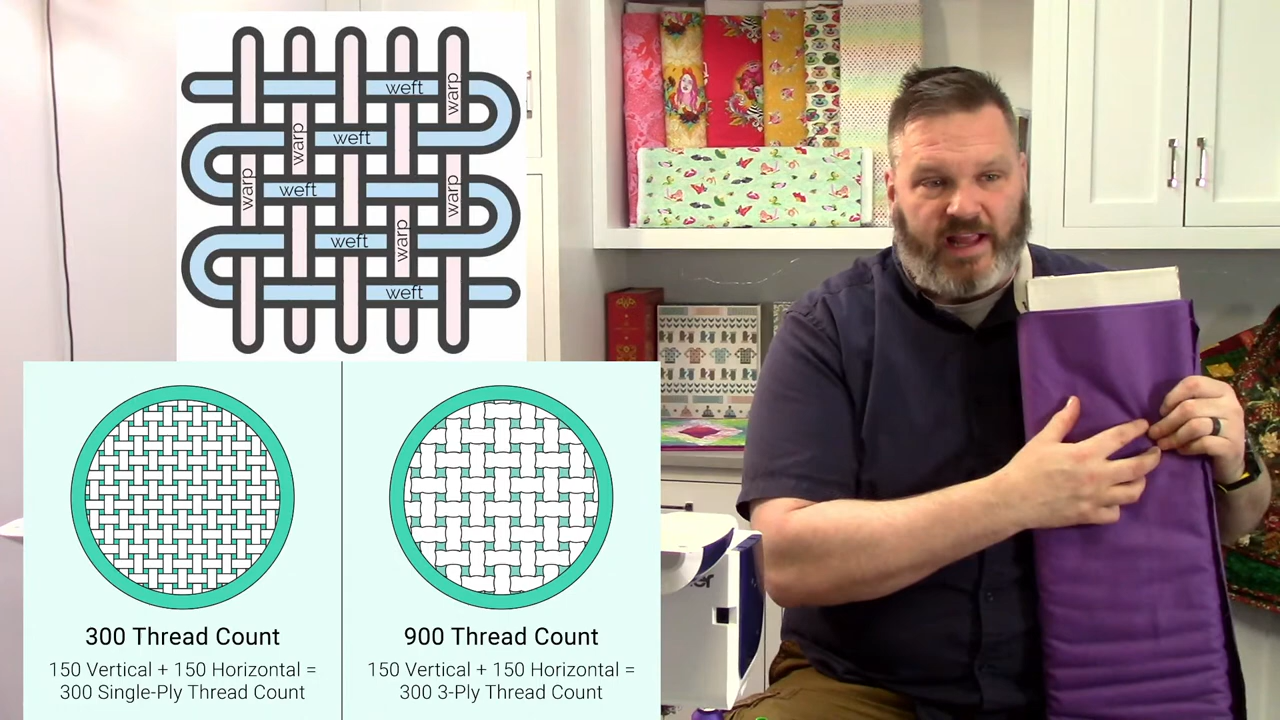 weft
warp
warp
weft
warp
weft
warp
weft
warp
weft
300 Thread Count
150 Vertical + 150 Horizontal =
300 Single-Ply Thread Count
900 Thread Count
150 Vertical + 150 Horizontal =
300 3-Ply Thread Count